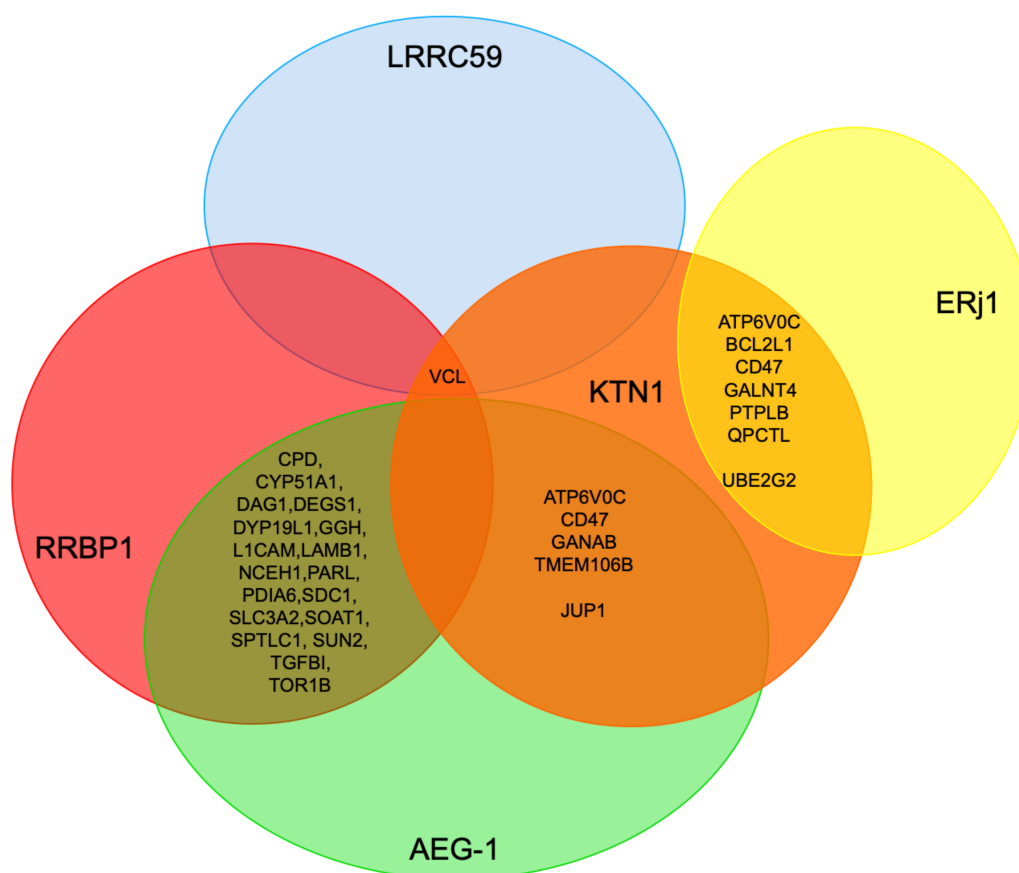 LRRC59
ERj1
ATP6V0C
BCL2L1
CD47
GALNT4
PTPLB
QPCTL
UBE2G2
VCL
KTN1
CPD,
CYP51A1,
DAG1,DEGS1,
DYP19L1,GGH,
L1CAM,LAMB1,
NCEH1,PARL,
PDIA6,SDC1,
SLC3A2,SOAT1,
SPTLC1, SUN2,
TGFBI,
TOR1B
ATP6V0C
CD47
GANAB
TMEM106B
JUP1
RRBP1
AEG-1